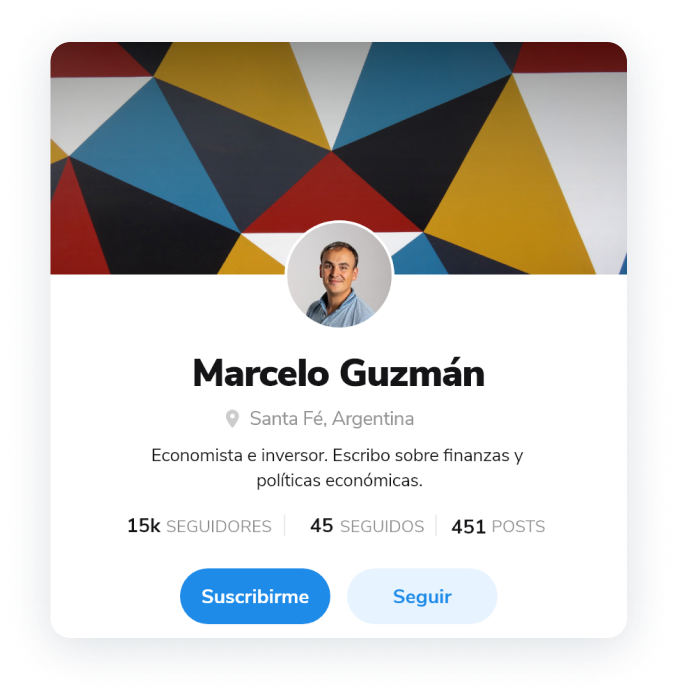 Marcelo Guzmán
Santa Fé, Argentina
Economista e inversor. Escribo sobre finanzas y
políticas económicas.
15k SEGUIDORES 45 SEGUIDOS 451 POSTS
Suscribirme Seguir